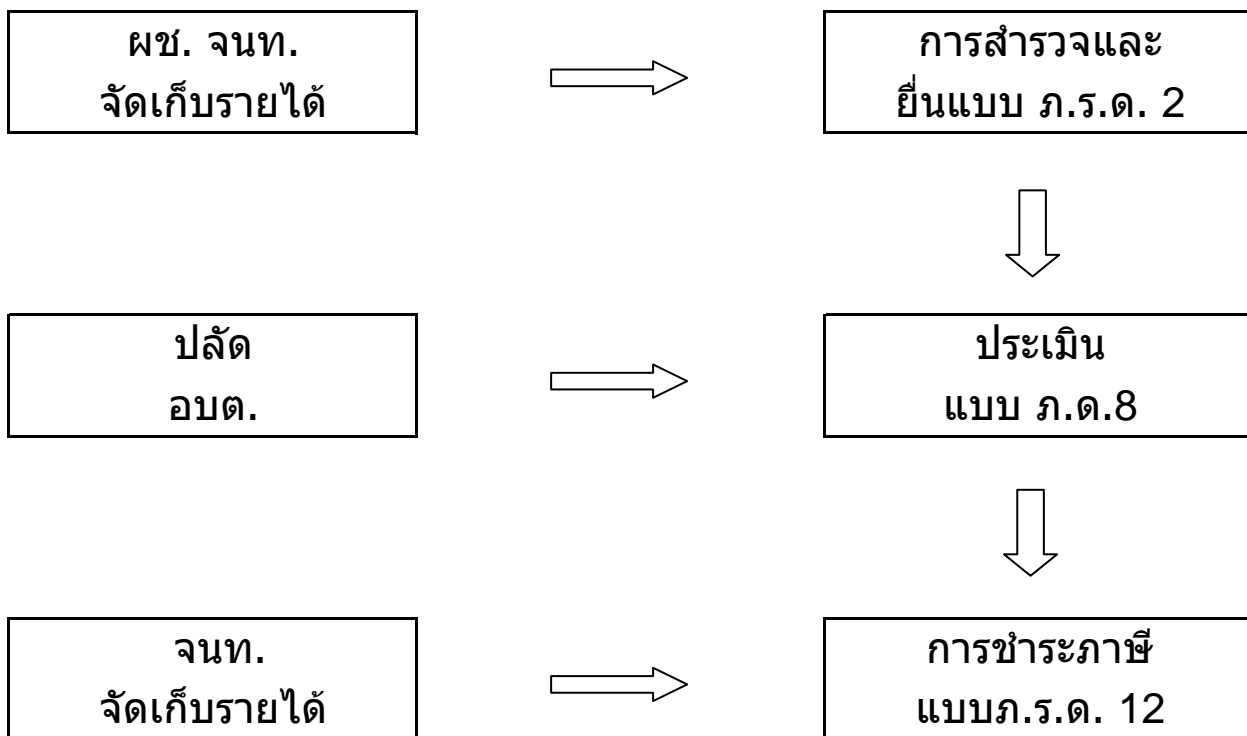 ผช. จนท.
จัดเก็บรายได้
การสำรวจและ
ยื่นแบบ ภ.ร.ด. 2
ปลัด
อบต.
ประเมิน
แบบ ภ.ด.8
จนท.
จัดเก็บรายได้
การชำระภาษี
แบบภ.ร.ด. 12